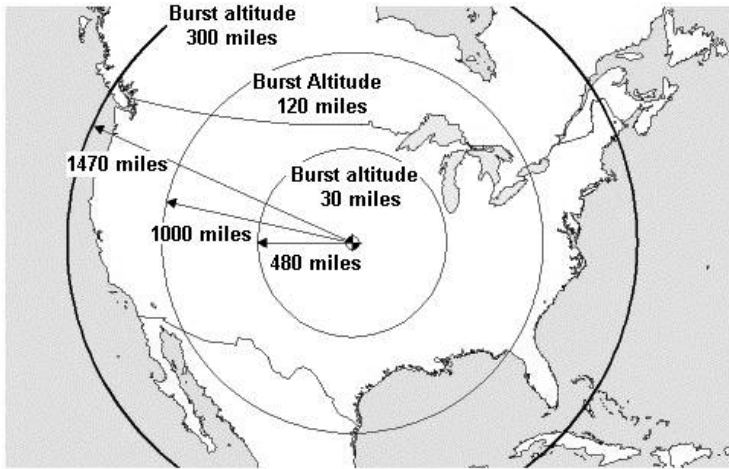 Burst altitude
300 miles
Burst Altitude
120 miles
1470 miles
Burst altitude
30 miles
1000 miles
480 miles